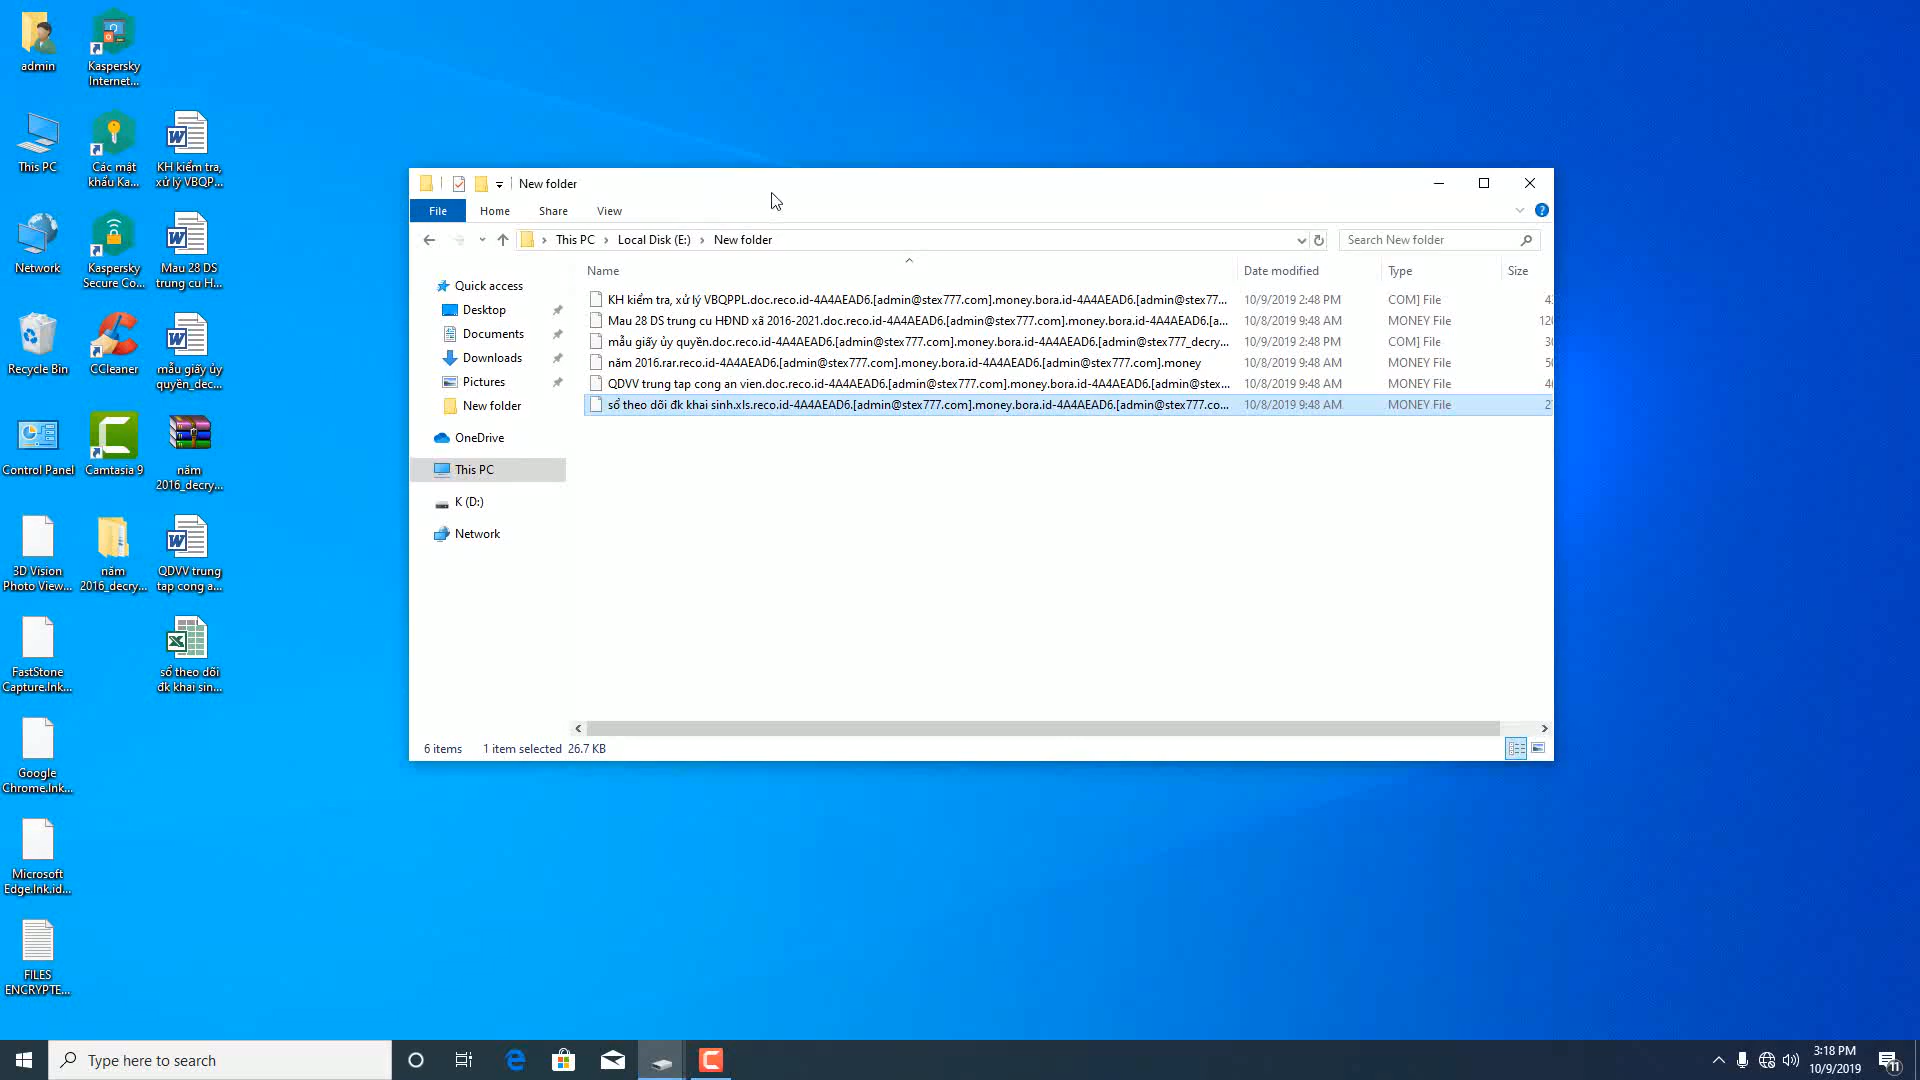 admin
Kaspersky
Internet...
This PC
Các mật
khẩu Ka...
KH kiểm tra,
xử lý VBQP...
Network
Kaspersky
Secure Co...
Mau 28 DS
trung cu H...
Recycle Bin
CCleaner
mẫu giấy ủy
quyền_dec...
Control Panel
Camtasia 9
năm
2016_decry...
3D Vision
Photo View...
năm
2016_decry...
QDVV trung
tap cong a...
FastStone
Capture.lnk...
sổ theo dõi
đk khai sin...
Google
Chrome.lnk...
Microsoft
Edge.lnk.id...
FILES
ENCRYPTE...
New folder
File Home Share View
This PC › Local Disk (E:) › New folder
Search New folder
Quick access
Desktop
Documents
Downloads
Pictures
New folder
OneDrive
This PC
K (D:)
Network
Name Date modified Type Size
KH kiểm tra, xử lý VBQPPL.doc.reco.id-4A4AEAD6.[admin@stex777.com].money.bora.id-4A4AEAD6.[admin@stex77... 10/9/2019 2:48 PM COM] File
Mau 28 DS trung cu HĐND xã 2016-2021.doc.reco.id-4A4AEAD6.[admin@stex777.com].money.bora.id-4A4AEAD6.[a... 10/8/2019 9:48 AM MONEY File
mẫu giấy ủy quyền.doc.reco.id-4A4AEAD6.[admin@stex777.com].money.bora.id-4A4AEAD6.[admin@stex777_decry... 10/9/2019 2:48 PM COM] File
năm 2016.rar.reco.id-4A4AEAD6.[admin@stex777.com].money.bora.id-4A4AEAD6.[admin@stex777.com].money 10/8/2019 9:48 AM MONEY File
QDVV trung tap cong an vien.doc.reco.id-4A4AEAD6.[admin@stex777.com].money.bora.id-4A4AEAD6.[admin@stex... 10/8/2019 9:48 AM MONEY File
sổ theo dõi đk khai sinh.xls.reco.id-4A4AEAD6.[admin@stex777.com].money.bora.id-4A4AEAD6.[admin@stex777.co... 10/8/2019 9:48 AM MONEY File
6 items 1 item selected 26.7 KB
Type here to search
3:18 PM
10/9/2019
11